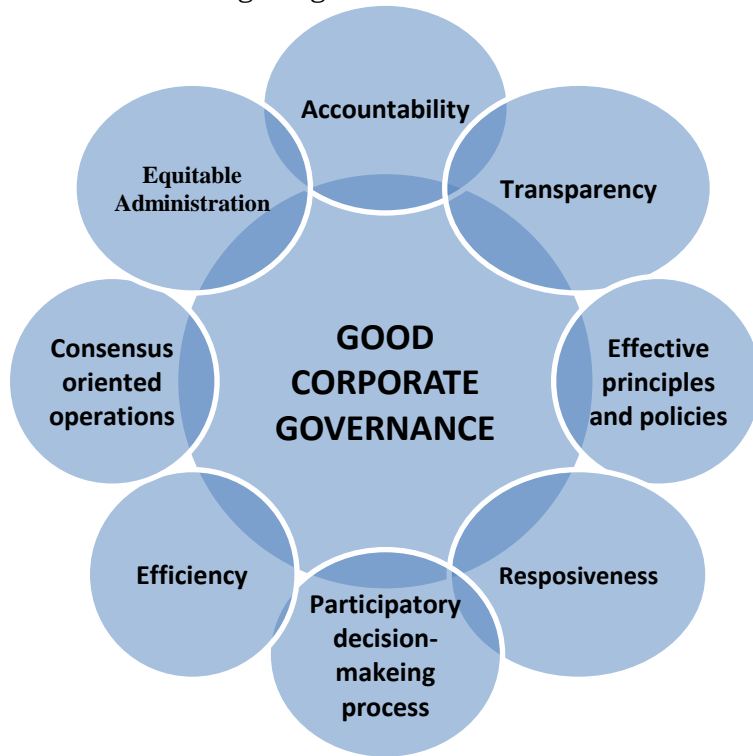 Accountability
Equitable
Administration
Transparency
GOOD
CORPORATE
GOVERNANCE
Consensus
oriented
operations
Effective
principles
and policies
Efficiency
Resposiveness
Participatory
decision-
makeing
process